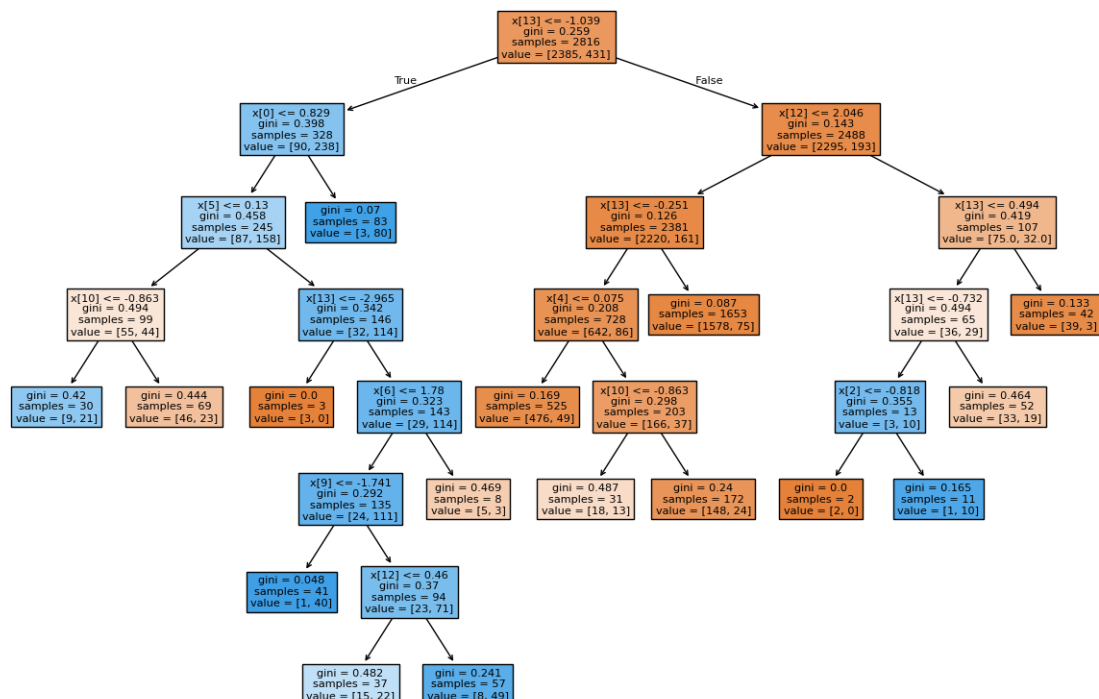 x[13] <= -1.039
gini = 0.259
samples = 2816
value = [2385, 431]
True
False
x[0] <= 0.829
gini = 0.398
samples = 328
value = [90, 238]
x[12] <= 2.046
gini = 0.143
samples = 2488
value = [2295, 193]
x[5] <= 0.13
gini = 0.458
samples = 245
value = [87, 158]
gini = 0.07
samples = 83
value = [3, 80]
x[13] <= -0.251
gini = 0.126
samples = 2381
value = [2220, 161]
x[13] <= 0.494
gini = 0.419
samples = 107
value = [75.0, 32.0]
x[10] <= -0.863
gini = 0.494
samples = 99
value = [55, 44]
x[13] <= -2.965
gini = 0.342
samples = 146
value = [32, 114]
x[4] <= 0.075
gini = 0.208
samples = 728
value = [642, 86]
gini = 0.087
samples = 1653
value = [1578, 75]
x[13] <= -0.732
gini = 0.494
samples = 65
value = [36, 29]
gini = 0.133
samples = 42
value = [39, 3]
gini = 0.42
samples = 30
value = [9, 21]
gini = 0.444
samples = 69
value = [46, 23]
gini = 0.0
samples = 3
value = [3, 0]
x[6] <= 1.78
gini = 0.323
samples = 143
value = [29, 114]
gini = 0.169
samples = 525
value = [476, 49]
x[10] <= -0.863
gini = 0.298
samples = 203
value = [166, 37]
x[2] <= -0.818
gini = 0.355
samples = 13
value = [3, 10]
gini = 0.464
samples = 52
value = [33, 19]
x[9] <= -1.741
gini = 0.292
samples = 135
value = [24, 111]
gini = 0.469
samples = 8
value = [5, 3]
gini = 0.487
samples = 31
value = [18, 13]
gini = 0.24
samples = 172
value = [148, 24]
gini = 0.0
samples = 2
value = [2, 0]
gini = 0.165
samples = 11
value = [1, 10]
gini = 0.048
samples = 41
value = [1, 40]
x[12] <= 0.46
gini = 0.37
samples = 94
value = [23, 71]
gini = 0.482
samples = 37
value = [15, 22]
gini = 0.241
samples = 57
value = [8, 49]